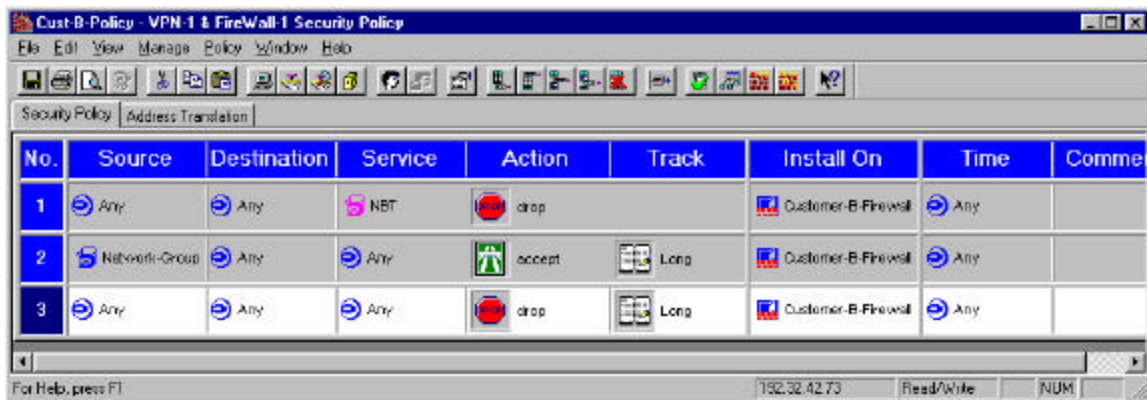 Cust-B-Policy - VPN-1 & FireWall-1 Security Policy
File Edit View Manage Policy Window Help
Security Policy Address Translation
No. Source Destination Service Action Track Install On Time Commer
1 Any Any NBT drop Customer-B-Firewall Any
2 Network-Group Any Any accept Long Customer-B-Firewall Any
3 Any Any Any drop Long Customer-B-Firewall Any
For Help, press F1 192.32.42.73 Read/Write NUM